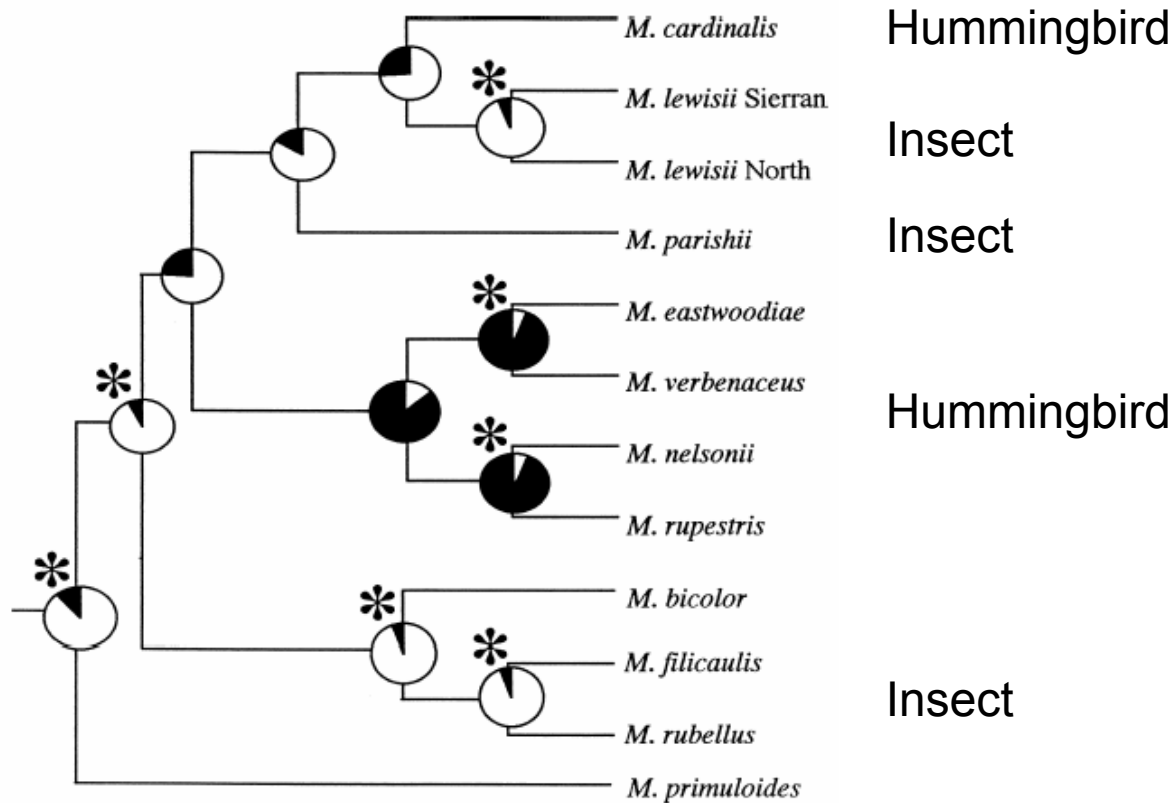 M. cardinalis Hummingbird
M. lewisii Sierran
Insect
M. lewisii North
M. parishii Insect
M. eastwoodiae
M. verbenaceus
Hummingbird
M. nelsonii
M. rupestris
M. bicolor
M. filicaulis
Insect
M. rubellus
M. primuloides